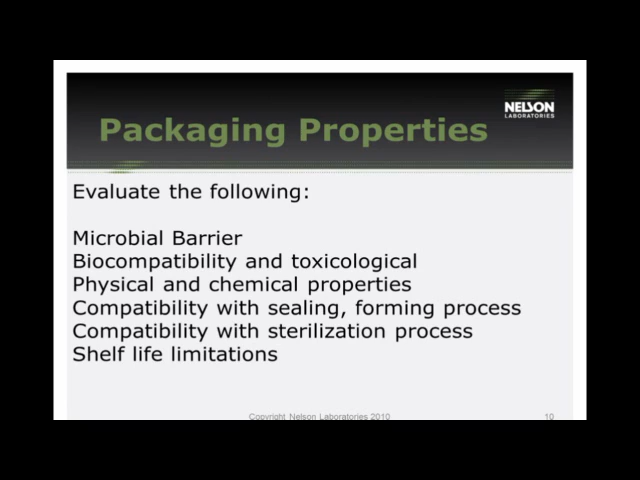 NELSON
LABORATORIES
Packaging Properties
Evaluate the following:
Microbial Barrier
Biocompatibility and toxicological
Physical and chemical properties
Compatibility with sealing, forming process
Compatibility with sterilization process
Shelf life limitations
Copyright Nelson Laboratories 2010
10